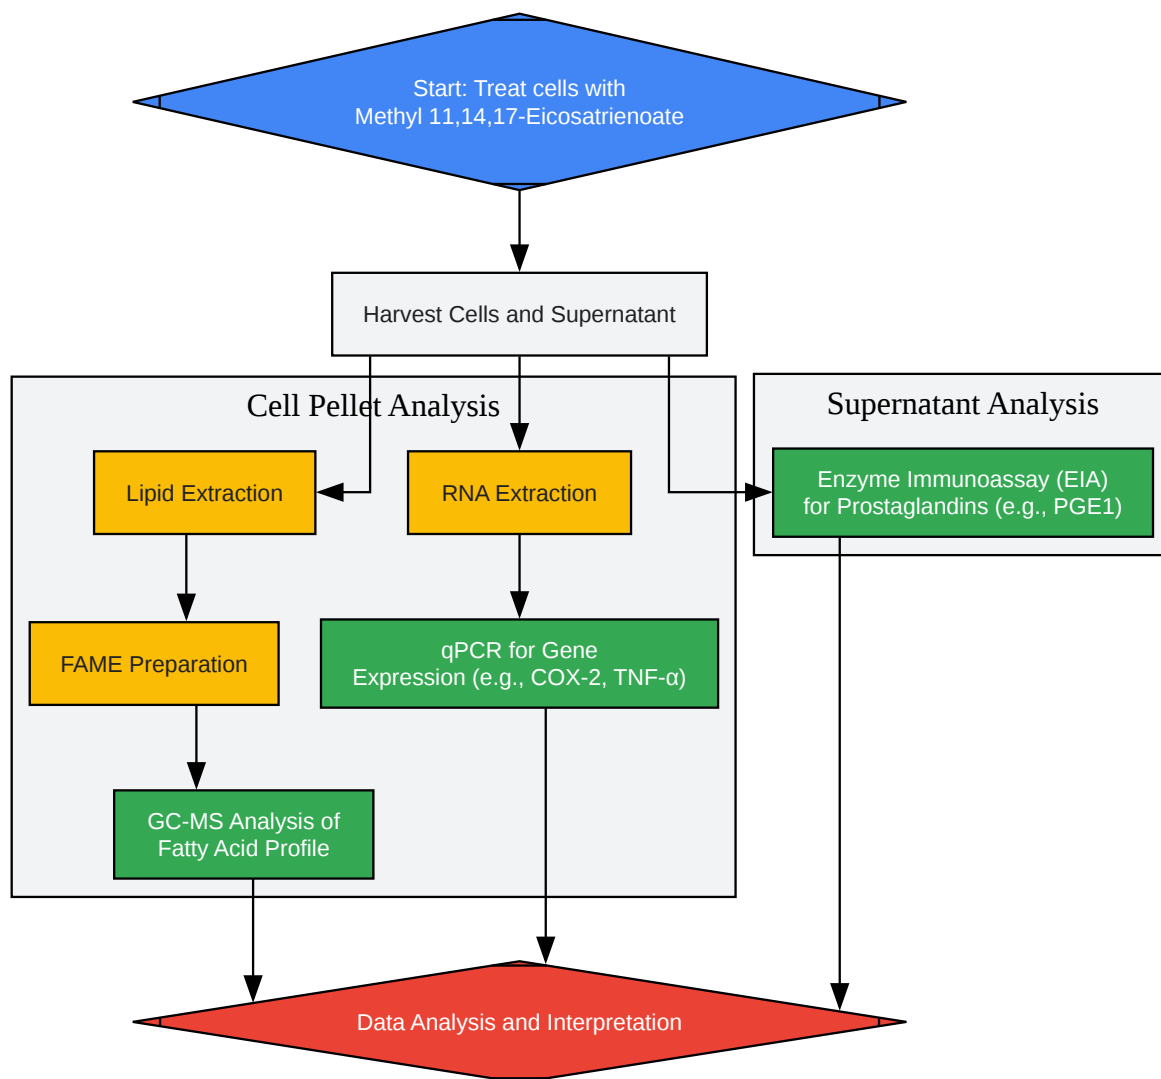 Start: Treat cells with
Methyl 11,14,17-Eicosatrienoate
Harvest Cells and Supernatant
Cell Pellet Analysis
Supernatant Analysis
Lipid Extraction
RNA Extraction
Enzyme Immunoassay (EIA)
for Prostaglandins (e.g., PGE1)
FAME Preparation
qPCR for Gene
Expression (e.g., COX-2, TNF-α)
GC-MS Analysis of
Fatty Acid Profile
Data Analysis and Interpretation